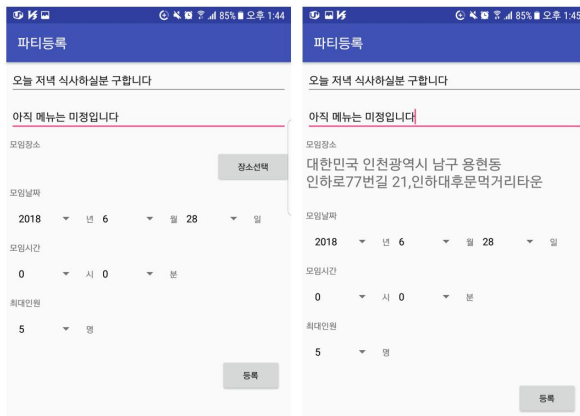 85% 오후 1:44
파티등록
오늘 저녁 식사하실분 구합니다
아직 메뉴는 미정입니다
모임장소
장소선택
모임날짜
2018 년 6 월 28 일
모임시간
0 시 0 분
최대인원
5 명
등록
85% 오후 1:45
파티등록
오늘 저녁 식사하실분 구합니다
아직 메뉴는 미정입니다
모임장소
대한민국 인천광역시 남구 용현동
인하로77번길 21,인하대후문먹거리타운
모임날짜
2018 년 6 월 28 일
모임시간
0 시 0 분
최대인원
5 명
등록